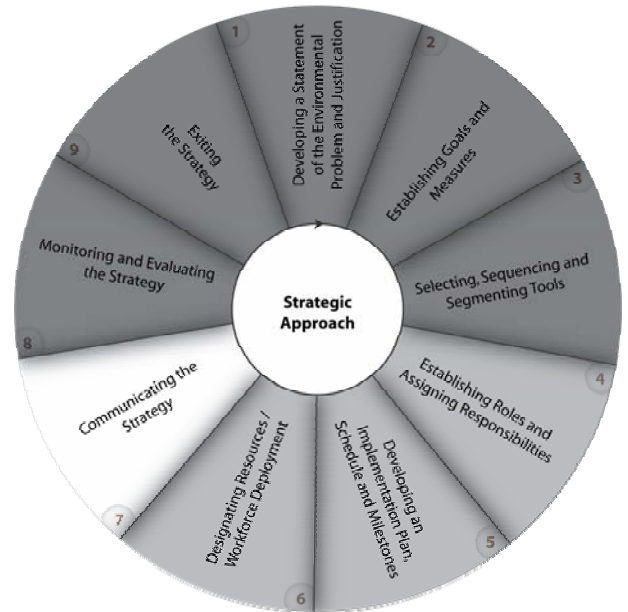 1
Developing a Statement
of the Environmental
Problem and Justification
2
Establishing Goals and
Measures
3
Selecting, Sequencing and
Segmenting Tools
4
Establishing Roles and
Assigning Responsibilities
5
Developing an
Implementation Plan,
Schedule and Milestones
6
Designating Resources /
Workforce Deployment
7
Communicating the
Strategy
8
Monitoring and Evaluating
the Strategy
9
Exiting
the Strategy
Strategic
Approach